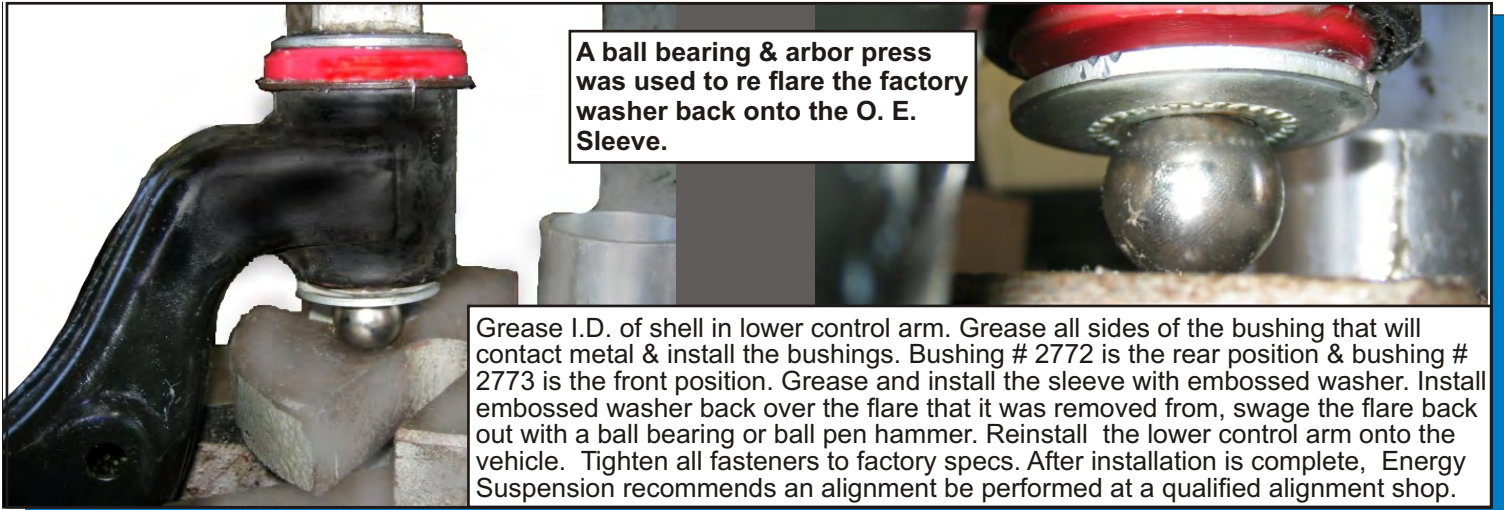 A ball bearing & arbor press
was used to re flare the factory
washer back onto the O. E.
Sleeve.
Grease I.D. of shell in lower control arm. Grease all sides of the bushing that will
contact metal & install the bushings. Bushing # 2772 is the rear position & bushing #
2773 is the front position. Grease and install the sleeve with embossed washer. Install
embossed washer back over the flare that it was removed from, swage the flare back
out with a ball bearing or ball pen hammer. Reinstall  the lower control arm onto the
vehicle.  Tighten all fasteners to factory specs. After installation is complete,  Energy
Suspension recommends an alignment be performed at a qualified alignment shop.